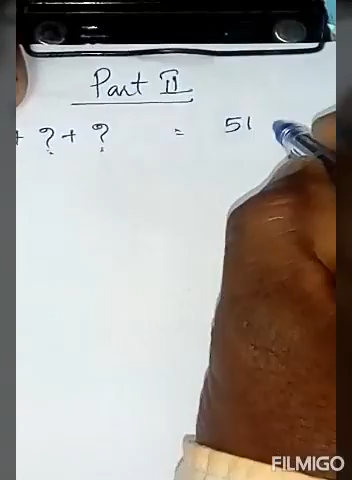 Part II
+ ? + ? = 51
FILMIGO